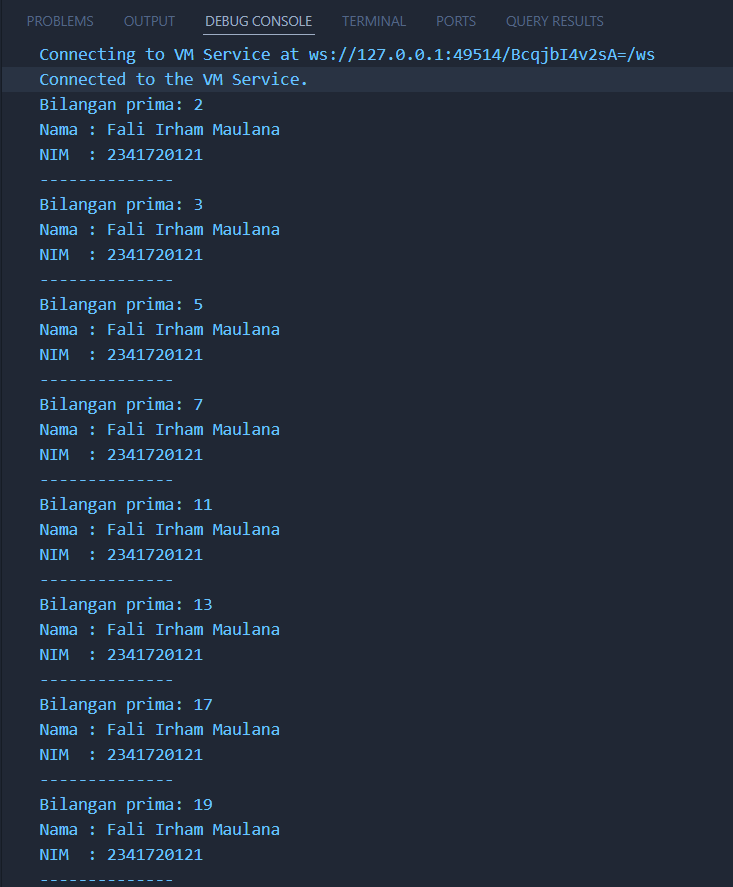 PROBLEMS OUTPUT DEBUG CONSOLE TERMINAL PORTS QUERY RESULTS
Connecting to VM Service at ws://127.0.0.1:49514/BcqjbI4v2sA=/ws
Connected to the VM Service.
Bilangan prima: 2
Nama : Fali Irham Maulana
NIM  : 2341720121
--------------
Bilangan prima: 3
Nama : Fali Irham Maulana
NIM  : 2341720121
--------------
Bilangan prima: 5
Nama : Fali Irham Maulana
NIM  : 2341720121
--------------
Bilangan prima: 7
Nama : Fali Irham Maulana
NIM  : 2341720121
--------------
Bilangan prima: 11
Nama : Fali Irham Maulana
NIM  : 2341720121
--------------
Bilangan prima: 13
Nama : Fali Irham Maulana
NIM  : 2341720121
--------------
Bilangan prima: 17
Nama : Fali Irham Maulana
NIM  : 2341720121
--------------
Bilangan prima: 19
Nama : Fali Irham Maulana
NIM  : 2341720121
--------------